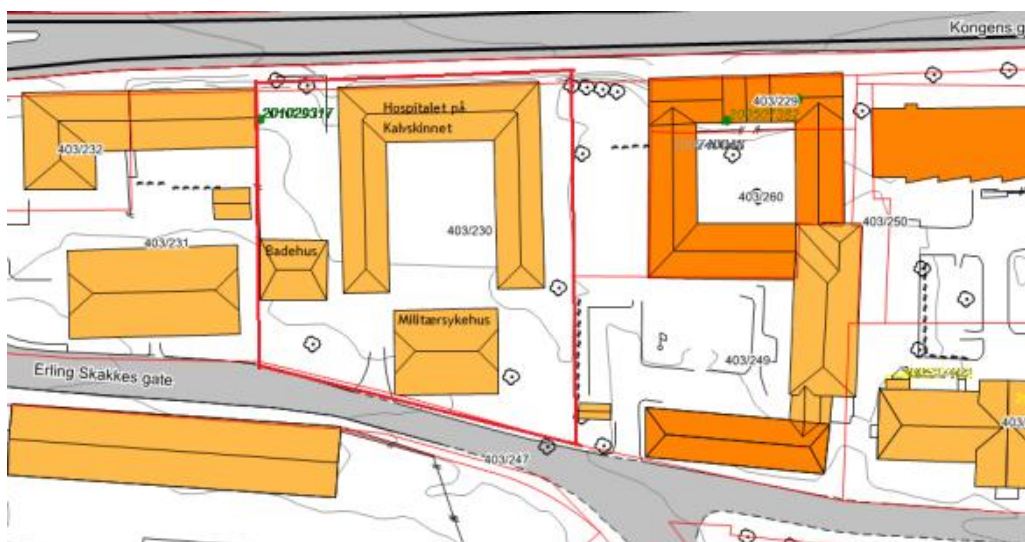 Kongens g
403/229
201029317
Hospitalet på
Kalvskinnet
403/232
403/260
403/250
403/230
403/231
Badehus
Militærsykehus
403/249
Erling Skakkes gate
403/
403/247